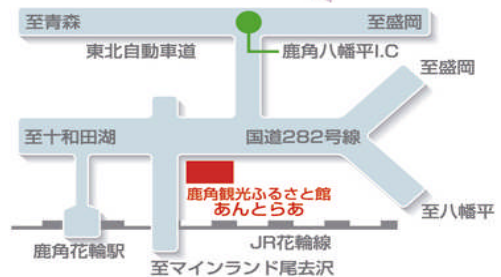 至青森
至盛岡
東北自動車道
鹿角八幡平I.C
至盛岡
至十和田湖
国道282号線
鹿角観光ふるさと館
あんとらあ
至八幡平
鹿角花輪駅
JR花輪線
至マインランド尾去沢